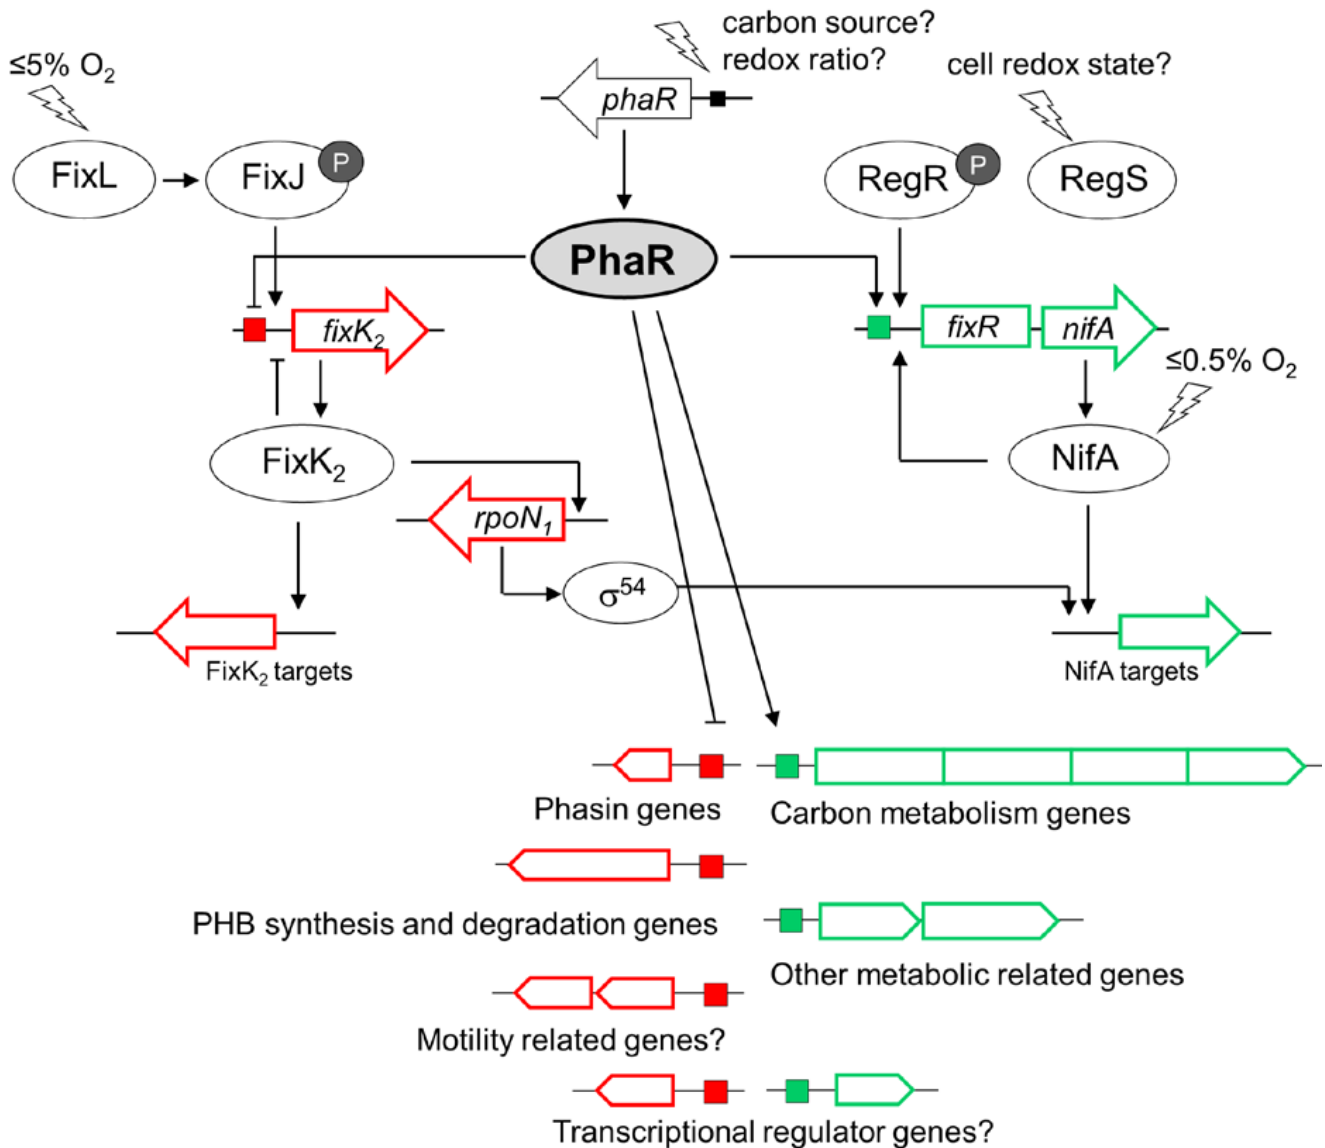 carbon source?
redox ratio?
≤5% O2
cell redox state?
phaR
FixL
FixJ
P
RegR
P
RegS
PhaR
fixK2
fixR
nifA
≤0.5% O2
FixK2
NifA
rpoN1
σ54
FixK2 targets
NifA targets
Phasin genes
Carbon metabolism genes
PHB synthesis and degradation genes
Other metabolic related genes
Motility related genes?
Transcriptional regulator genes?